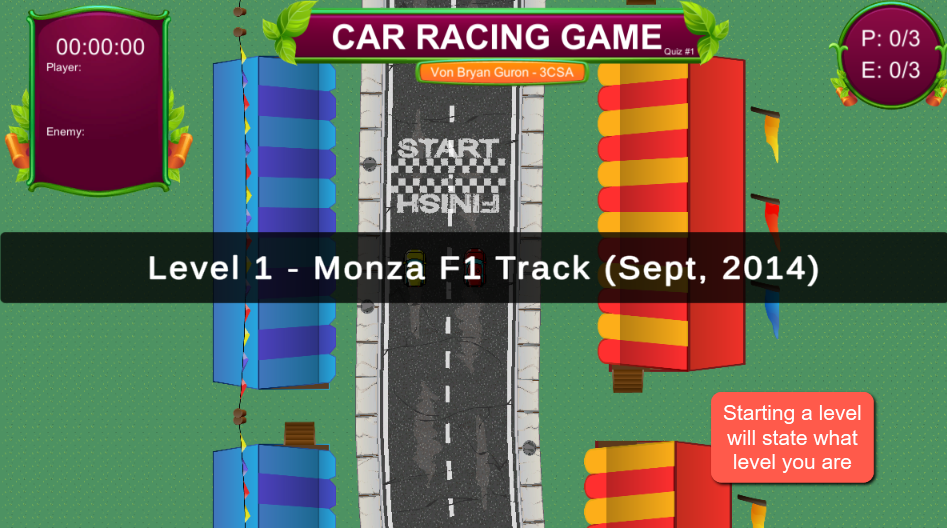 00:00:00
Player:
Enemy:
CAR RACING GAME
Quiz #1
Von Bryan Guron - 3CSA
P: 0/3
E: 0/3
START
FINISH
Level 1 - Monza F1 Track (Sept, 2014)
Starting a level
will state what
level you are